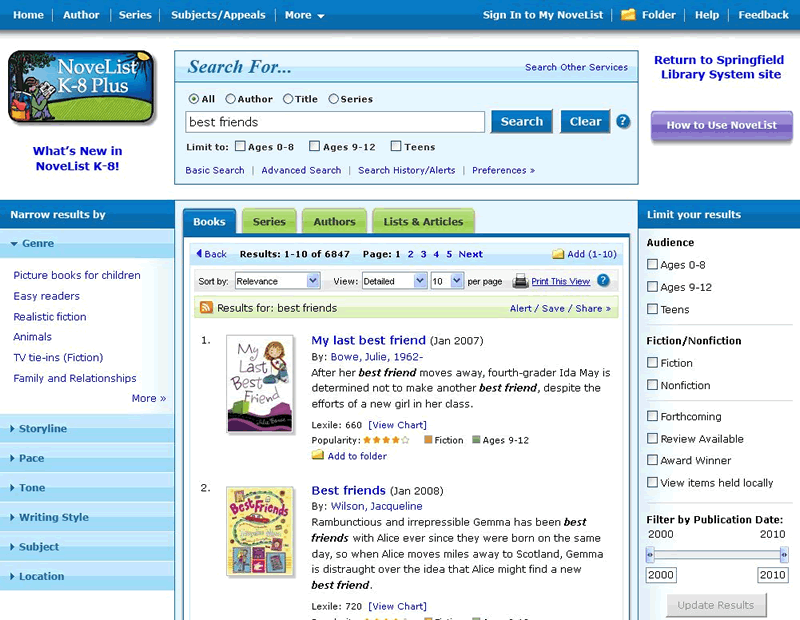 Home | Author | Series | Subjects/Appeals | More
Sign In to My NoveList | Folder | Help | Feedback
NoveList
K-8 Plus
What's New in
NoveList K-8!
Search For...
Search Other Services
All Author Title Series
best friends
Search Clear ?
Limit to: Ages 0-8 Ages 9-12 Teens
Basic Search | Advanced Search | Search History/Alerts | Preferences »
Return to Springfield
Library System site
How to Use NoveList
Narrow results by
Genre
Picture books for children
Easy readers
Realistic fiction
Animals
TV tie-ins (Fiction)
Family and Relationships
More »
Storyline
Pace
Tone
Writing Style
Subject
Location
Books Series Authors Lists & Articles
Back Results: 1-10 of 6847 Page: 1 2 3 4 5 Next Add (1-10)
Sort by: Relevance View: Detailed 10 per page Print This View ?
Results for: best friends Alert / Save / Share »
1.
My
Last
Best
Friend
Julie Bowe
My last best friend (Jan 2007)
By: Bowe, Julie, 1962-
After her best friend moves away, fourth-grader Ida May is
determined not to make another best friend, despite the
efforts of a new girl in her class.
Lexile: 660 [View Chart]
Popularity: Fiction Ages 9-12
Add to folder
2.
Best Friends
Best friends (Jan 2008)
By: Wilson, Jacqueline
Rambunctious and irrepressible Gemma has been best
friends with Alice ever since they were born on the same
day, so when Alice moves miles away to Scotland, Gemma
is distraught over the idea that Alice might find a new
best friend.
Lexile: 720 [View Chart]
Limit your results
Audience
Ages 0-8
Ages 9-12
Teens
Fiction/Nonfiction
Fiction
Nonfiction
Forthcoming
Review Available
Award Winner
View items held locally
Filter by Publication Date:
2000 2010
2000 2010
Update Results